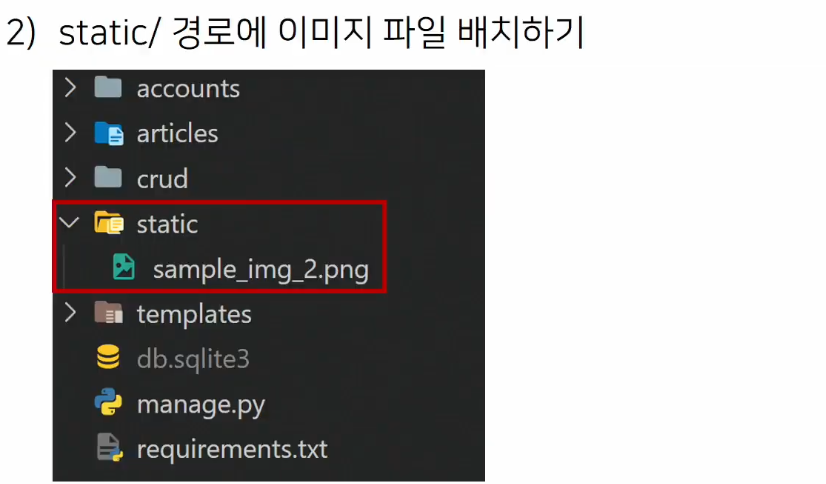 2) static/ 경로에 이미지 파일 배치하기
accounts
articles
crud
static
sample_img_2.png
templates
db.sqlite3
manage.py
requirements.txt